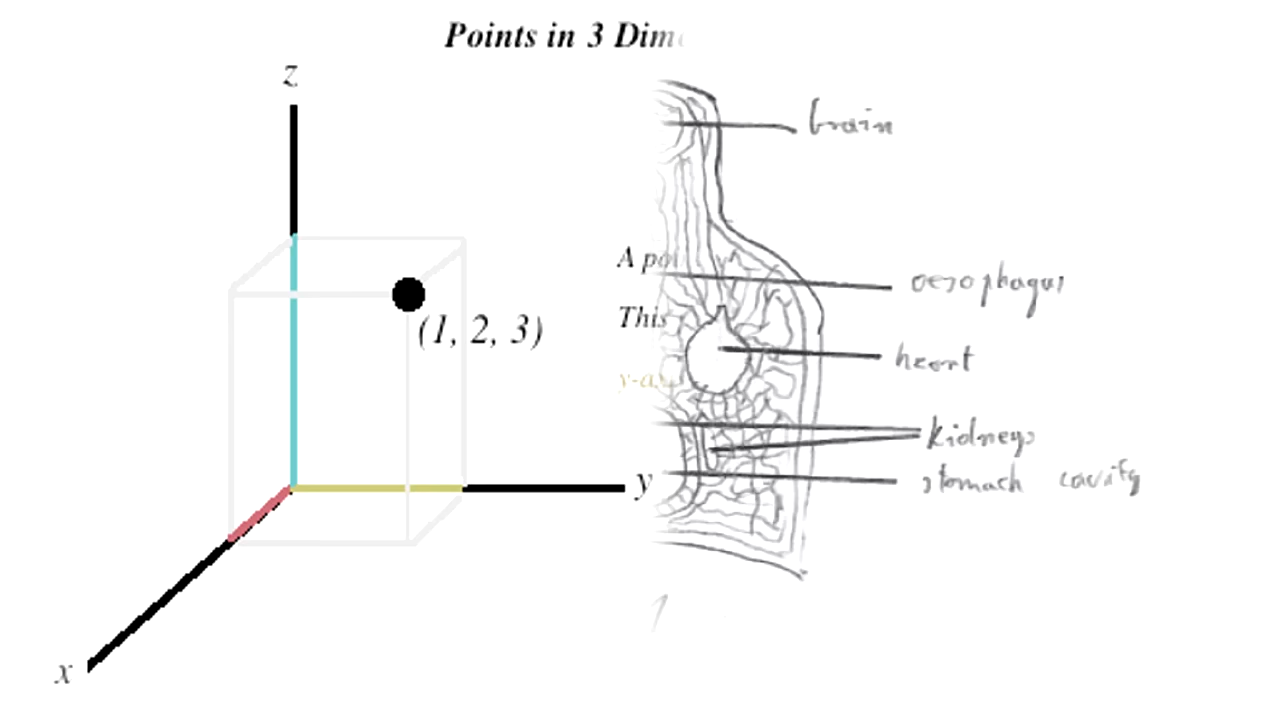 Points in 3 Dim
z
brain
A po
oesophagus
This
(1, 2, 3)
heart
y-a
kidneys
y
stomach cavity
x